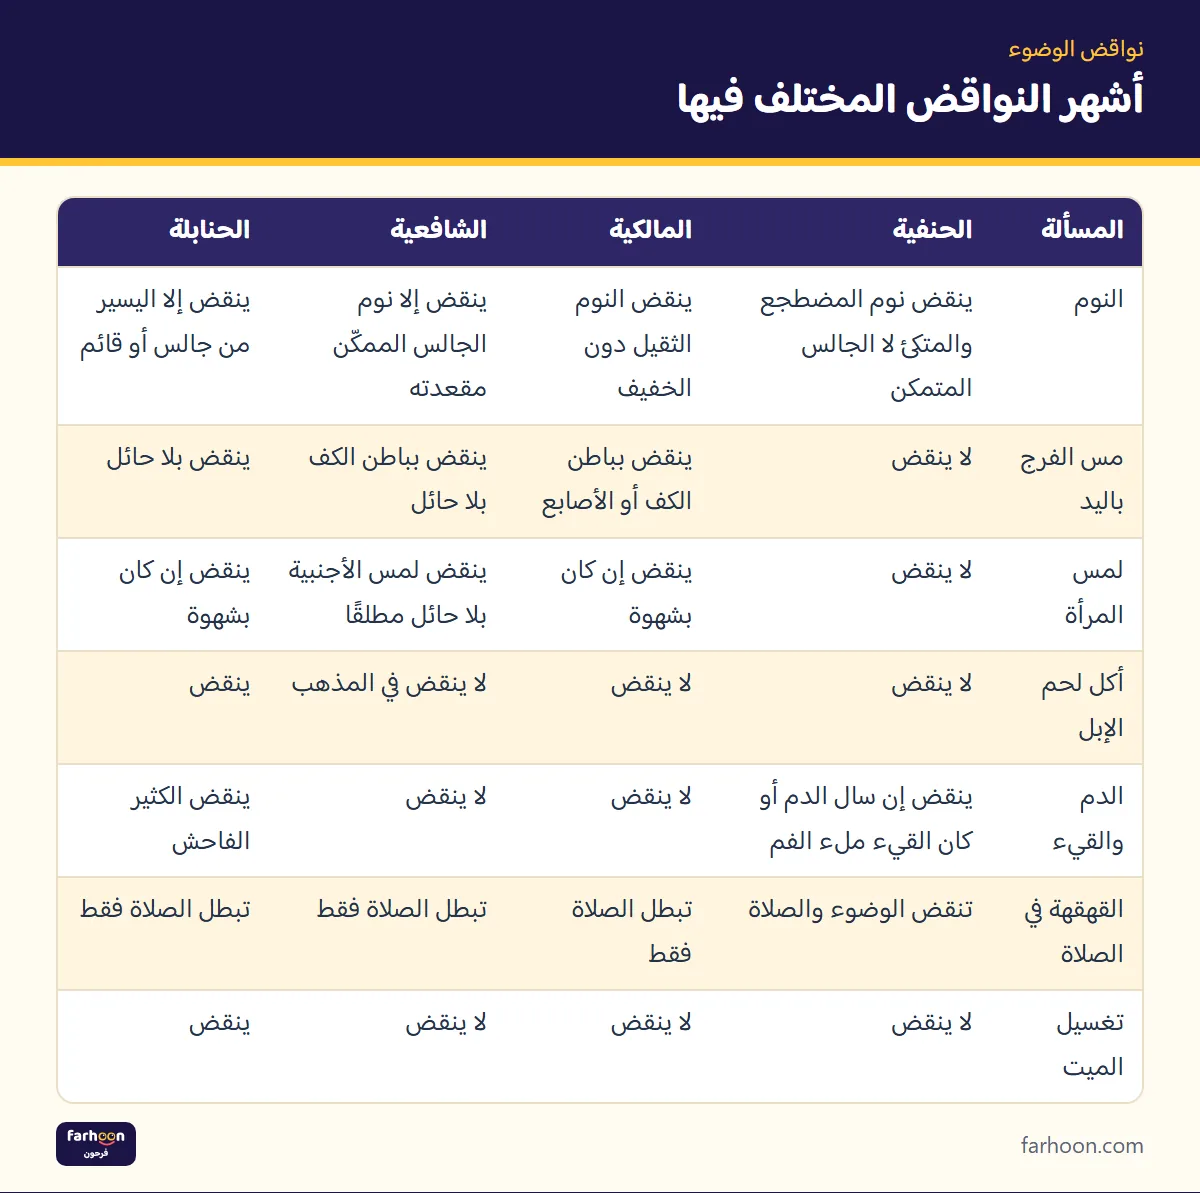 نواقض الوضوء
أشهر النواقض المختلف فيها
المسألة الحنفية المالكية الشافعية الحنابلة
النوم ينقض نوم المضطجع ينقض النوم ينقض إلا نوم ينقض إلا اليسير
والمتكئ لا الجالس الثقيل دون الجالس الممكّن من جالس أو قائم
المتمكن الخفيف مقعدته
مس الفرج لا ينقض ينقض بباطن ينقض بباطن الكف ينقض بلا حائل
باليد الكف أو الأصابع بلا حائل
لمس لا ينقض ينقض إن كان ينقض لمس الأجنبية ينقض إن كان
المرأة بشهوة بلا حائل مطلقًا بشهوة
أكل لحم لا ينقض لا ينقض لا ينقض في المذهب ينقض
الإبل
الدم ينقض إن سال الدم أو لا ينقض لا ينقض ينقض الكثير
والقيء كان القيء ملء الفم الفاحش
القهقهة في تنقض الوضوء والصلاة تبطل الصلاة تبطل الصلاة فقط تبطل الصلاة فقط
الصلاة فقط
تغسيل لا ينقض لا ينقض لا ينقض ينقض
الميت
farhoon.com
farhoon
فرحون